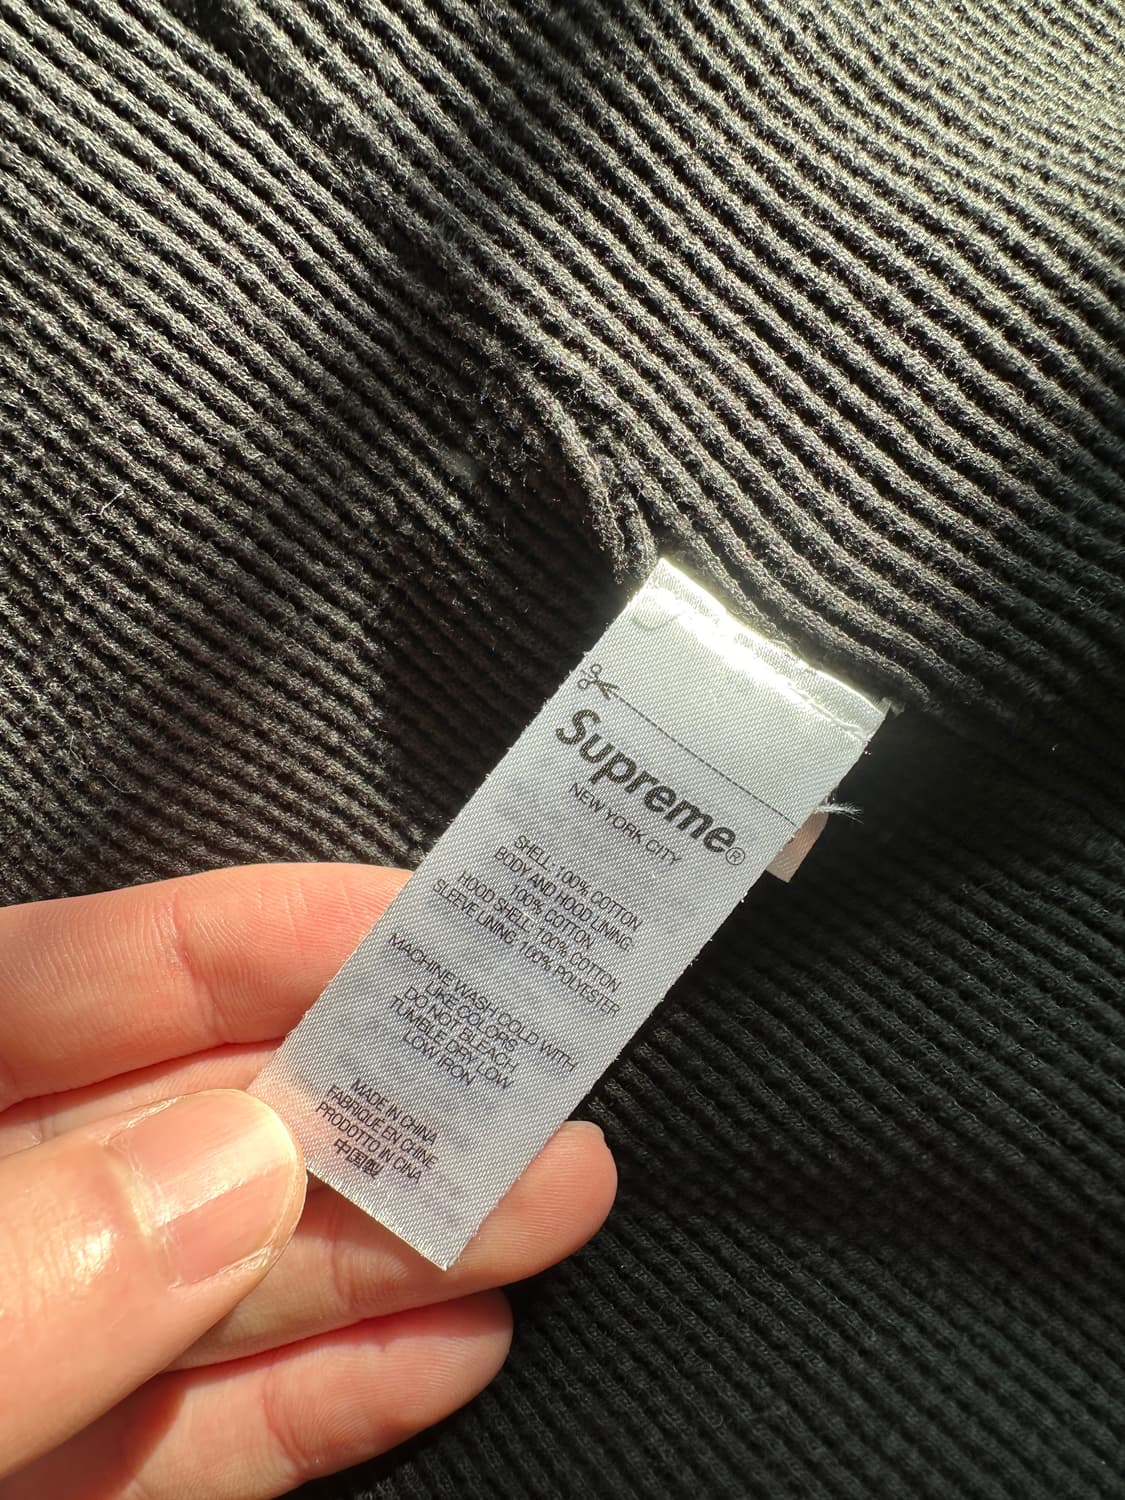 Supreme®
NEW YORK CITY
SHELL: 100% COTTON
BODY AND HOOD LINING:
100% COTTON
HOOD SHELL: 100% COTTON
SLEEVE LINING: 100% POLYESTER
MACHINE WASH COLD WITH
LIKE COLORS
DO NOT BLEACH
TUMBLE DRY LOW
LOW IRON
MADE IN CHINA
FABRIQUE EN CHINE
PRODOTTO IN CINA
中国製